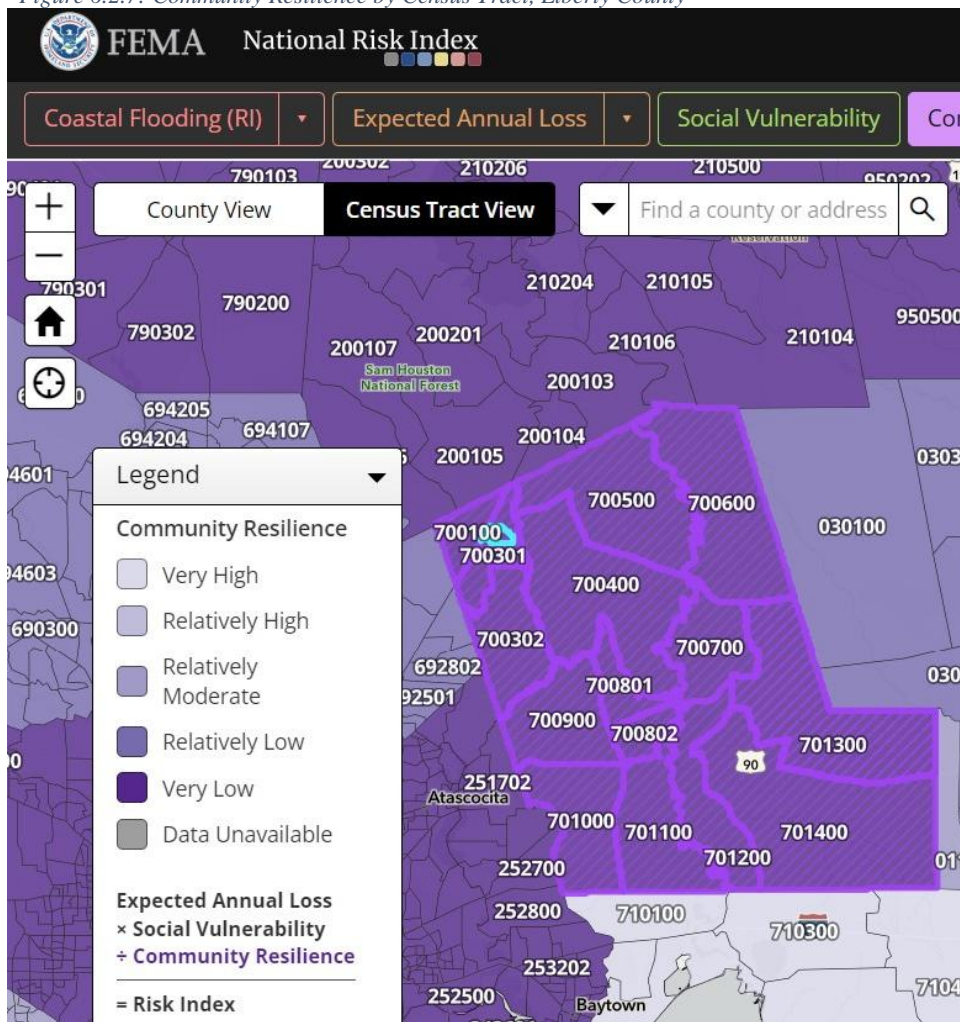 Figure 6.2.7: Community Resilience by Census Tract, Liberty County
FEMA National Risk Index
Coastal Flooding (RI) Expected Annual Loss Social Vulnerability
790103 200302 210206 210500 950202
County View Census Tract View Find a county or address
790301 790200 210204 210105
790302 200107 200201 210106 210104 950500
Sam Houston
National Forest
200103
694205
694204 694107 200104
200105
Legend
Community Resilience
Very High
Relatively High
Relatively
Moderate
Relatively Low
Very Low
Data Unavailable
Expected Annual Loss
× Social Vulnerability
÷ Community Resilience
= Risk Index
700500 700600
700100 030100
700301
700400
690300
700302 700700
692802
700801
700900 700802
90 701300
251702
Atascocita
701000 701100 701400
701200
252700
252800 710100
710300
253202
252500 Baytown